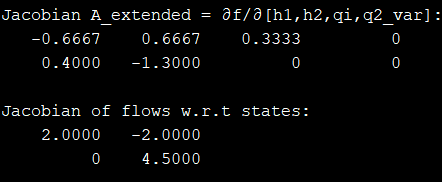 Jacobian A_extended = ∂f/∂[h1,h2,qi,q2_var]:
-0.6667 0.6667 0.3333 0
0.4000 -1.3000 0 0
Jacobian of flows w.r.t states:
2.0000 -2.0000
0 4.5000